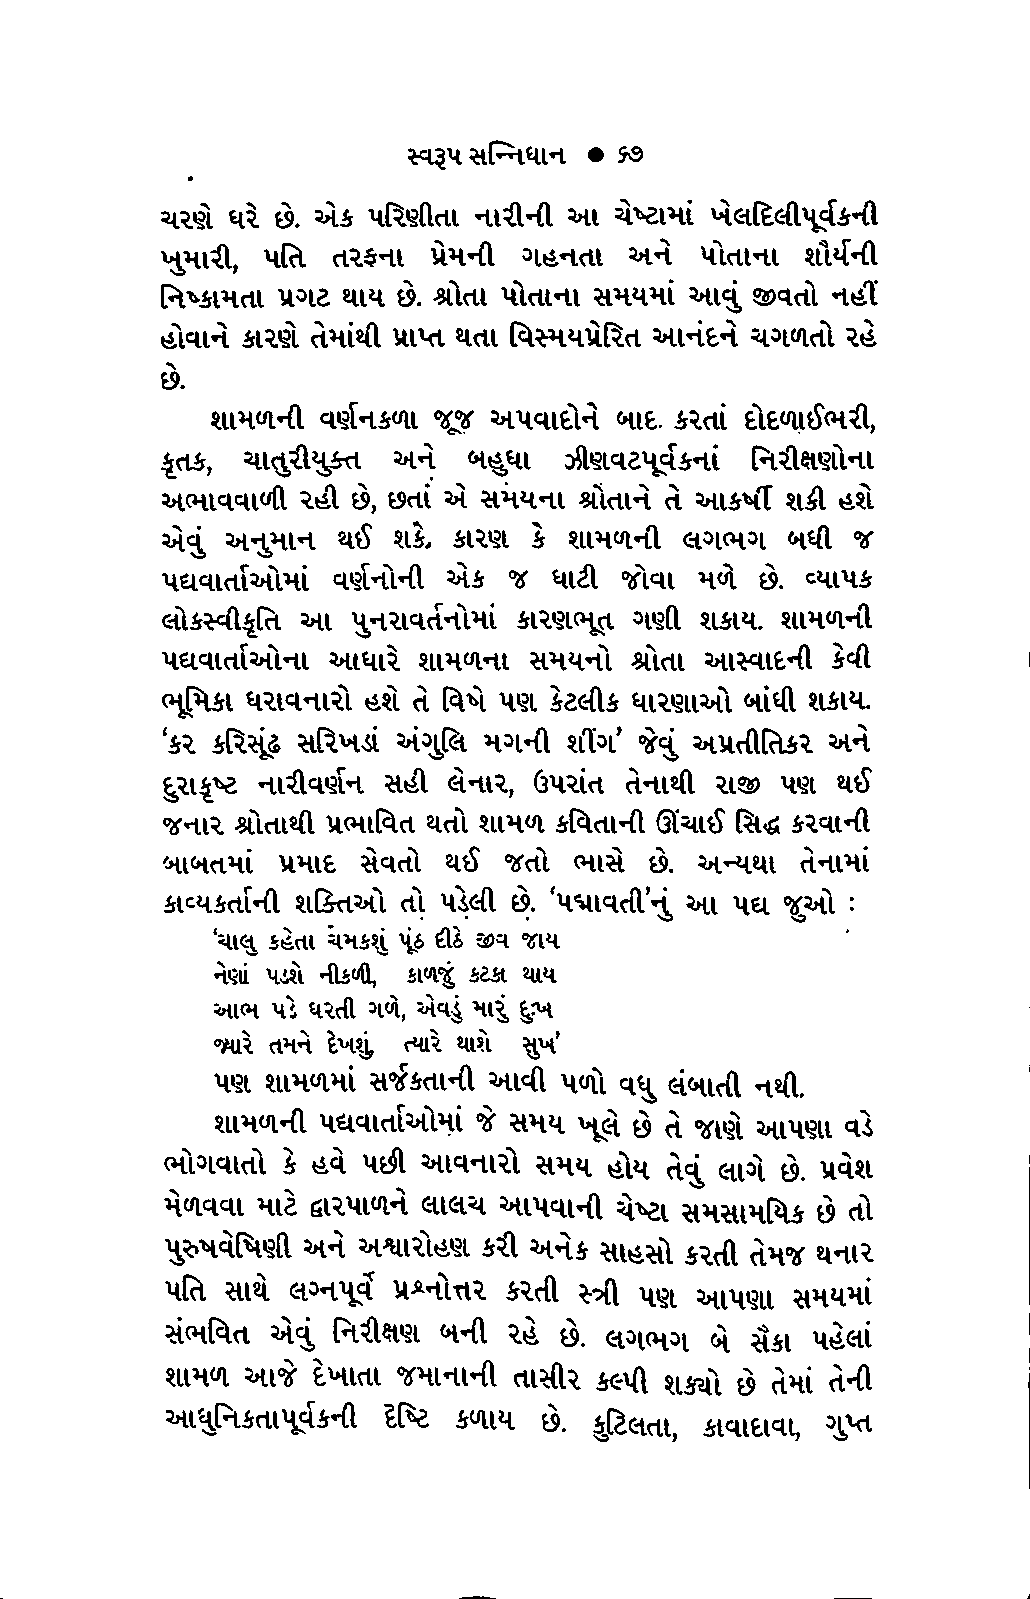 સ્વરૂપ સન્નિધાન ● ૬૭
ચરણે ધરે છે. એક પરિણીતા નારીની આ ચેષ્ટામાં ખેલદિલીપૂર્વકની
ખુમારી, પતિ તરફના પ્રેમની ગહનતા અને પોતાના શૌર્યની
નિષ્કામતા પ્રગટ થાય છે. શ્રોતા પોતાના સમયમાં આવું જીવતો નહીં
હોવાને કારણે તેમાંથી પ્રાપ્ત થતા વિસ્મયપ્રેરિત આનંદને ચગળતો રહે
છે.
શામળની વર્ણનકળા જૂજ અપવાદોને બાદ કરતાં દોદળાઈભરી,
કૃતક, ચાતુરીયુક્ત અને બહુધા ઝીણવટપૂર્વકનાં નિરીક્ષણોના
અભાવવાળી રહી છે, છતાં એ સમયના શ્રોતાને તે આકર્ષી શકી હશે
એવું અનુમાન થઈ શકે. કારણ કે શામળની લગભગ બધી જ
પદ્યવાર્તાઓમાં વર્ણનોની એક જ ધાટી જોવા મળે છે. વ્યાપક
લોકસ્વીકૃતિ આ પુનરાવર્તનોમાં કારણભૂત ગણી શકાય. શામળની
પદ્યવાર્તાઓના આધારે શામળના સમયનો શ્રોતા આસ્વાદની કેવી
ભૂમિકા ધરાવનારો હશે તે વિષે પણ કેટલીક ધારણાઓ બાંધી શકાય.
‘કર કરિસૂંઢ સરિખડાં અંગુલિ મગની શીંગ’ જેવું અપ્રતીતિકર અને
દુરાકૃષ્ટ નારીવર્ણન સહી લેનાર, ઉપરાંત તેનાથી રાજી પણ થઈ
જનાર શ્રોતાથી પ્રભાવિત થતો શામળ કવિતાની ઊંચાઈ સિદ્ધ કરવાની
બાબતમાં પ્રમાદ સેવતો થઈ જતો ભાસે છે. અન્યથા તેનામાં
કાવ્યકર્તાની શક્તિઓ તો પડેલી છે. ‘પદ્માવતી’નું આ પદ્ય જુઓ :
‘ચાલુ કહેતા ચમકશું પૂંઠ દીઠે જીવ જાય
નેણાં પડશે નીકળી, કાળજું કટકા થાય
આભ પડે ધરતી ગળે, એવડું મારું દુઃખ
જ્યારે તમને દેખશું, ત્યારે થાશે સુખ’
પણ શામળમાં સર્જકતાની આવી પળો વધુ લંબાતી નથી.
શામળની પદ્યવાર્તાઓમાં જે સમય ખૂલે છે તે જાણે આપણા વડે
ભોગવાતો કે હવે પછી આવનારો સમય હોય તેવું લાગે છે. પ્રવેશ
મેળવવા માટે દ્વારપાળને લાલચ આપવાની ચેષ્ટા સમસામયિક છે તો
પુરુષવેષિણી અને અશ્વારોહણ કરી અનેક સાહસો કરતી તેમજ થનાર
પતિ સાથે લગ્નપૂર્વે પ્રશ્નોત્તર કરતી સ્ત્રી પણ આપણા સમયમાં
સંભવિત એવું નિરીક્ષણ બની રહે છે. લગભગ બે સૈકા પહેલાં
શામળ આજે દેખાતા જમાનાની તાસીર કલ્પી શક્યો છે તેમાં તેની
આધુનિકતાપૂર્વકની દૃષ્ટિ કળાય છે. કુટિલતા, કાવાદાવા, ગુપ્ત